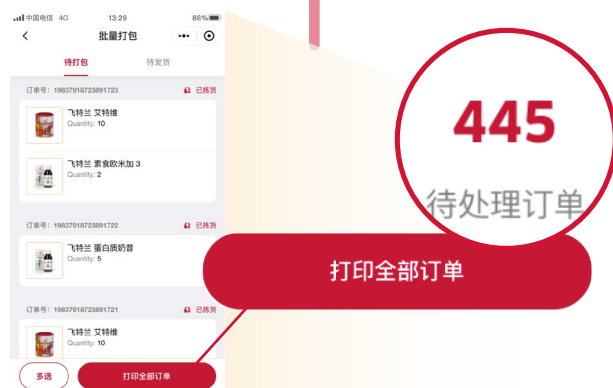 中国电信 4G 13:29 88%
批量打包
待打包 待发货
订单号：19837918723891723 已拣货
飞特兰 艾特维
Quantity: 10
飞特兰 素食欧米加 3
Quantity: 2
订单号：19837918723891722 已拣货
飞特兰 蛋白质奶昔
Quantity: 5
订单号：19837918723891721 已拣货
飞特兰 艾特维
Quantity: 10
多选 打印全部订单
445
待处理订单
打印全部订单